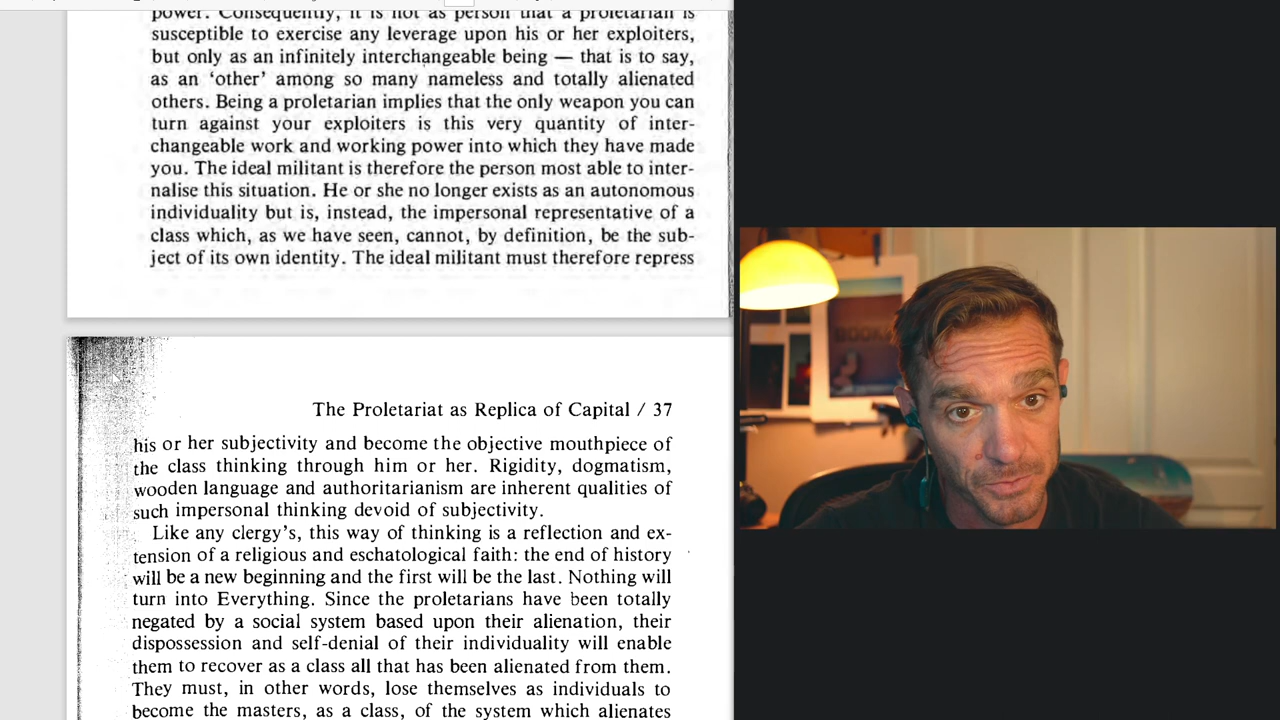 power. Consequently, it is not as person that a proletarian is
susceptible to exercise any leverage upon his or her exploiters,
but only as an infinitely interchangeable being — that is to say,
as an ‘other’ among so many nameless and totally alienated
others. Being a proletarian implies that the only weapon you can
turn against your exploiters is this very quantity of inter-
changeable work and working power into which they have made
you. The ideal militant is therefore the person most able to inter-
nalise this situation. He or she no longer exists as an autonomous
individuality but is, instead, the impersonal representative of a
class which, as we have seen, cannot, by definition, be the sub-
ject of its own identity. The ideal militant must therefore repress
The Proletariat as Replica of Capital / 37
his or her subjectivity and become the objective mouthpiece of
the class thinking through him or her. Rigidity, dogmatism,
wooden language and authoritarianism are inherent qualities of
such impersonal thinking devoid of subjectivity.
Like any clergy's, this way of thinking is a reflection and ex-
tension of a religious and eschatological faith: the end of history
will be a new beginning and the first will be the last. Nothing will
turn into Everything. Since the proletarians have been totally
negated by a social system based upon their alienation, their
dispossession and self-denial of their individuality will enable
them to recover as a class all that has been alienated from them.
They must, in other words, lose themselves as individuals to
become the masters, as a class, of the system which alienates